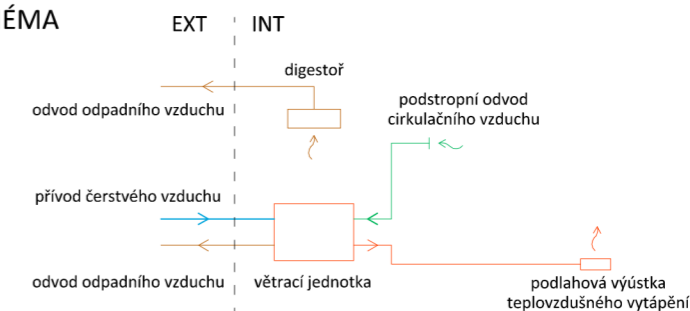 ÉMA
EXT
INT
digestoř
odvod odpadního vzduchu
podstropní odvod
cirkulačního vzduchu
přívod čerstvého vzduchu
odvod odpadního vzduchu
větrací jednotka
podlahová výústka
teplovzdušného vytápění